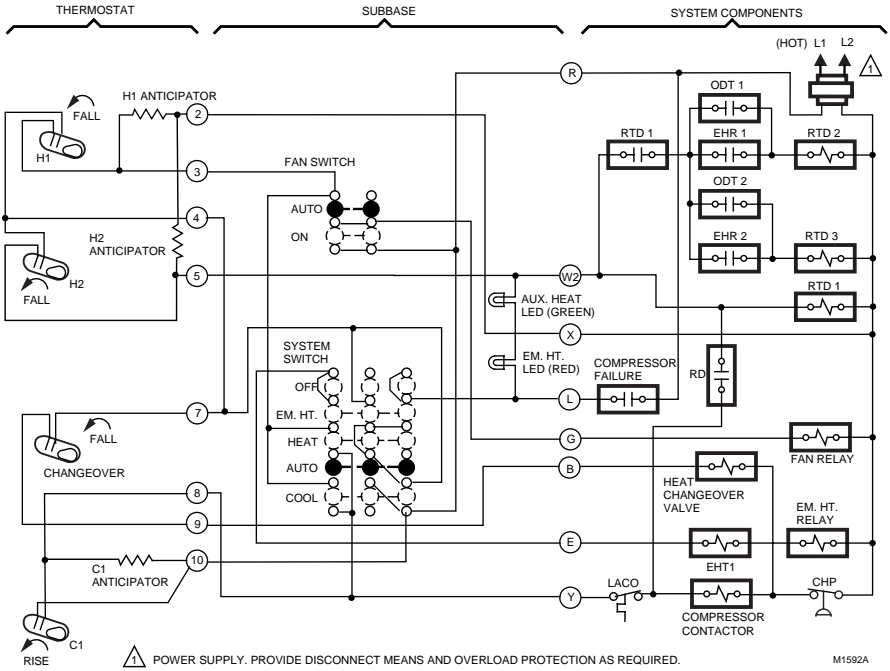 THERMOSTAT
SUBBASE
SYSTEM COMPONENTS
(HOT) L1 L2
1
R
H1 ANTICIPATOR
2
FALL
H1
ODT 1
RTD 1
EHR 1
RTD 2
3
FAN SWITCH
AUTO
ON
4
ODT 2
H2
ANTICIPATOR
EHR 2
RTD 3
H2
FALL
5
W2
AUX. HEAT
LED (GREEN)
RTD 1
X
SYSTEM
SWITCH
EM. HT.
LED (RED)
COMPRESSOR
FAILURE
RD
OFF
L
EM. HT.
7
FALL
CHANGEOVER
HEAT
G
FAN RELAY
AUTO
B
HEAT
CHANGEOVER
VALVE
8
COOL
9
EM. HT.
RELAY
E
EHT1
10
C1
ANTICIPATOR
Y
LACO
CHP
COMPRESSOR
CONTACTOR
C1
RISE
1 POWER SUPPLY. PROVIDE DISCONNECT MEANS AND OVERLOAD PROTECTION AS REQUIRED.
M1592A